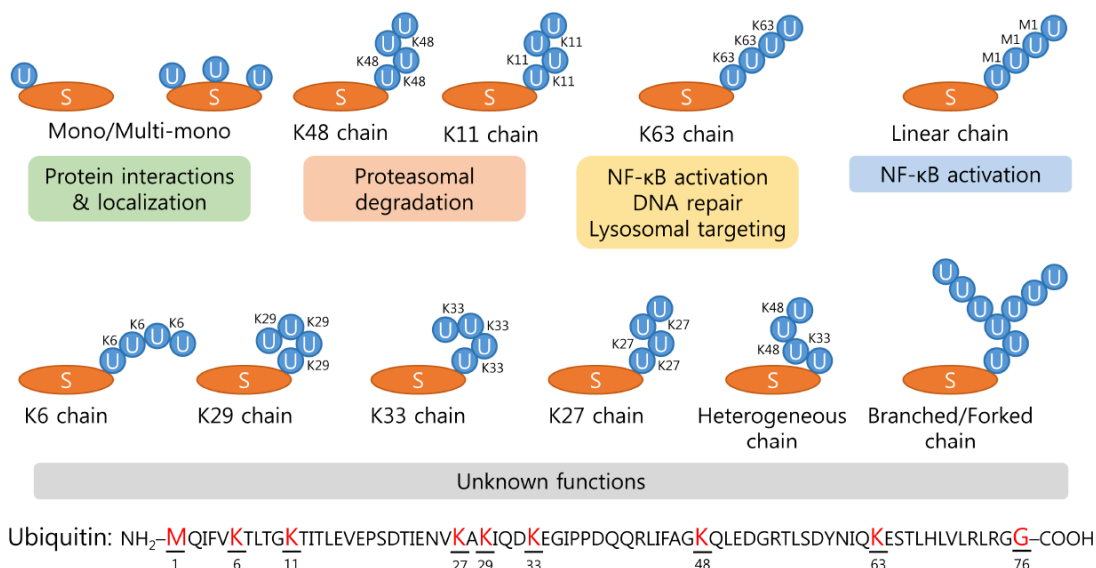 U
S
U U U
S
Mono/Multi-mono
U
U K48
K48 U
U K48
S
K48 chain
U
U K11
K11 U
U K11
S
K11 chain
K63 U
K63 U
K63 U
U
S
K63 chain
M1 U
M1 U
M1 U
U
S
Linear chain
Protein interactions
& localization
Proteasomal
degradation
NF-κB activation
DNA repair
Lysosomal targeting
NF-κB activation
K6 K6
K6 U U U
U
S
K6 chain
K29 U K29
U U
U K29
S
K29 chain
K33
U U K33
U
U K33
S
K33 chain
U
U K27
K27 U
U K27
S
K27 chain
K48 U
U K33
K48 U U
S
Heterogeneous
chain
U U
U U
U U
U U
U
U
U
S
Branched/Forked
chain
Unknown functions
Ubiquitin: NH2–MQIFVKTLTGKTITLEVEPSDTIENVKAKIQDKEGIPPDQQRLIFAGKQLEDGRTLSDYNIQKESTLHLVLRLRGG–COOH
1 6 11 27 29 33 48 63 76